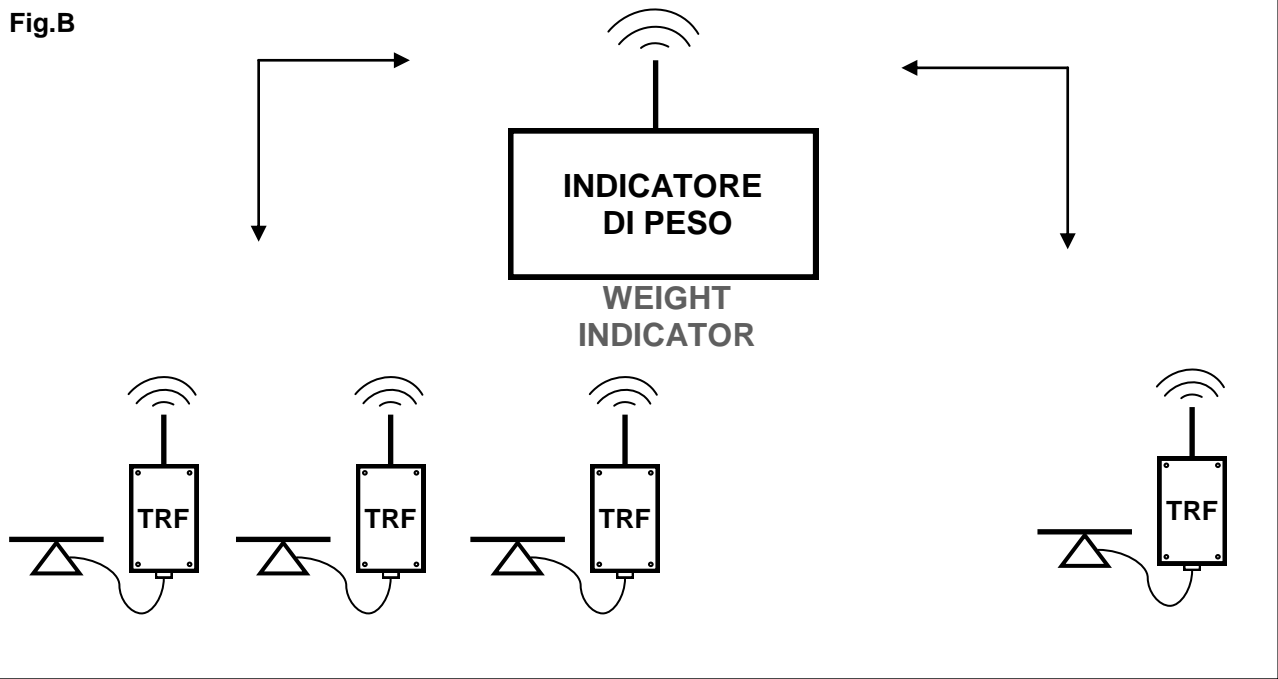 Fig.B
INDICATORE
DI PESO
WEIGHT
INDICATOR
TRF
TRF
TRF
TRF